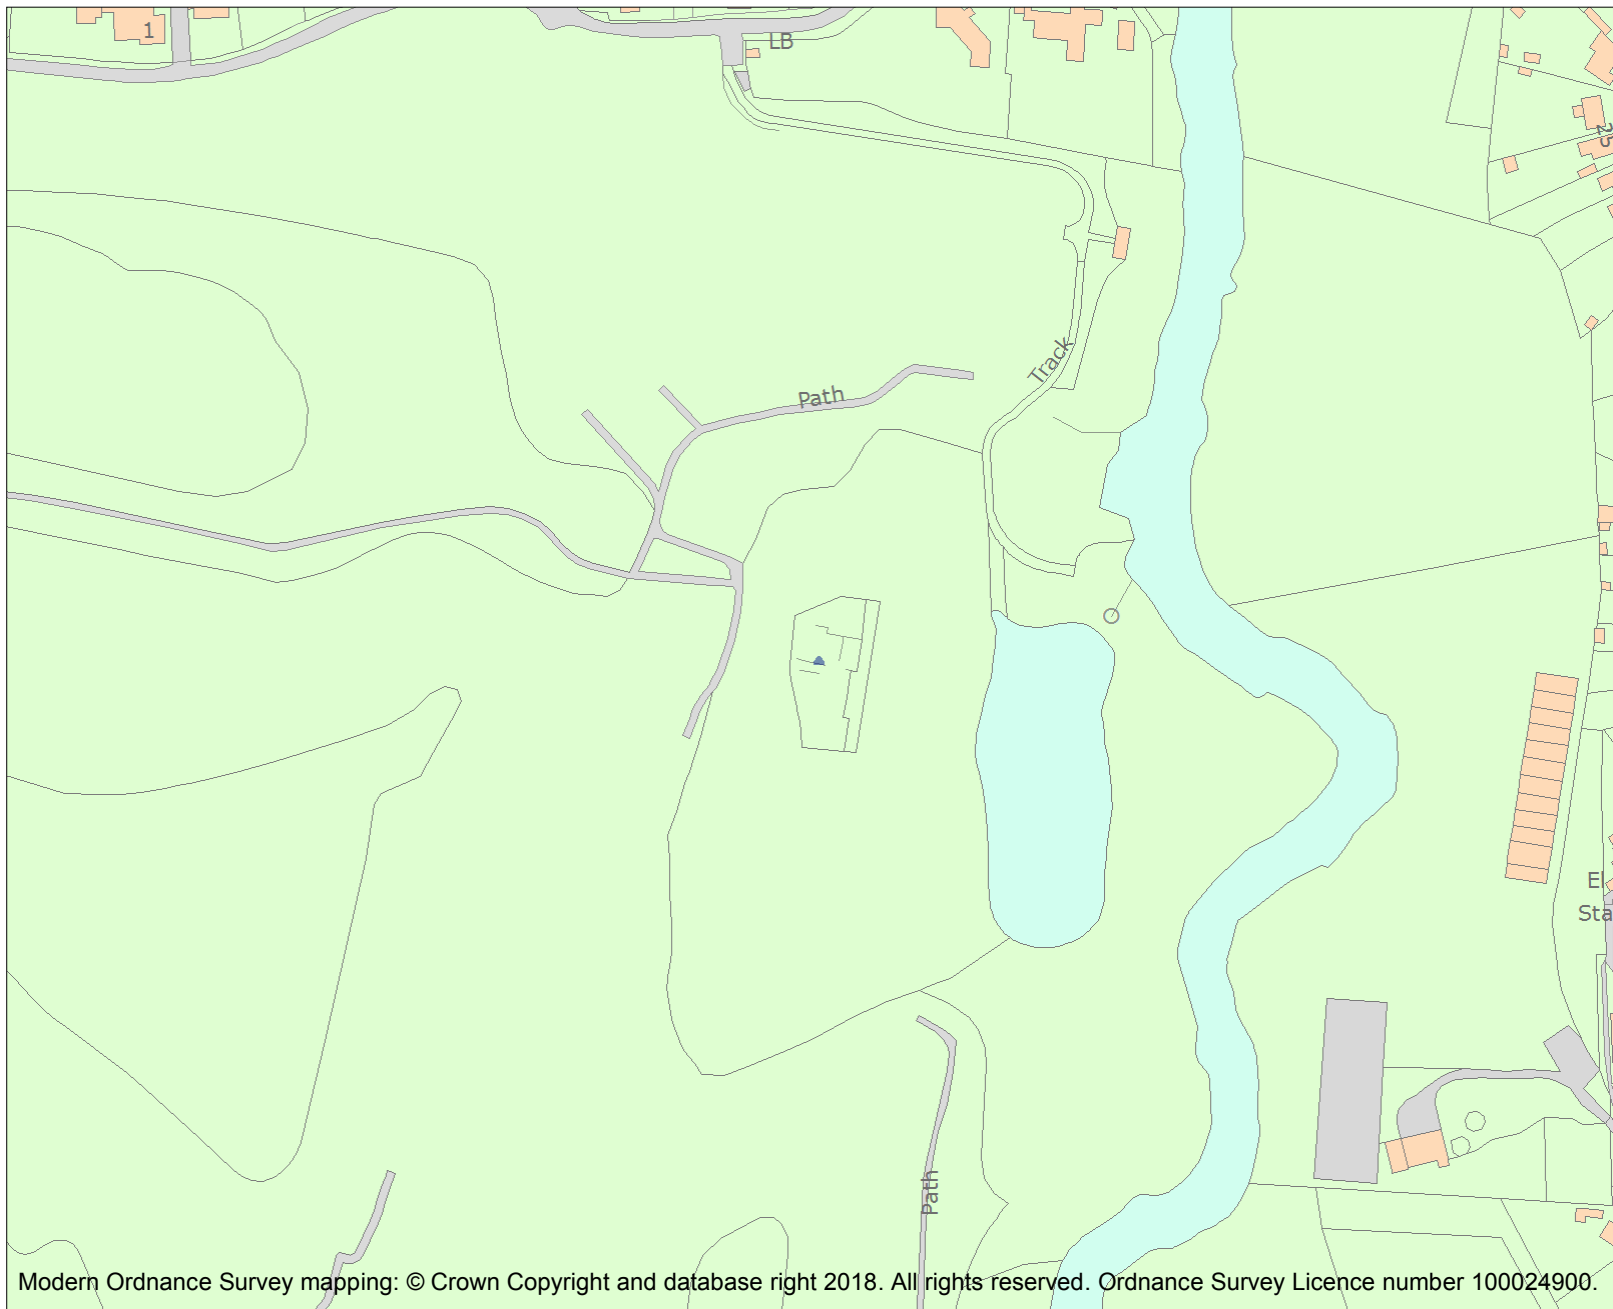 1
LB
25
Track
Path
El
Sta
Path
Modern Ordnance Survey mapping: © Crown Copyright and database right 2018. All rights reserved. Ordnance Survey Licence number 100024900.